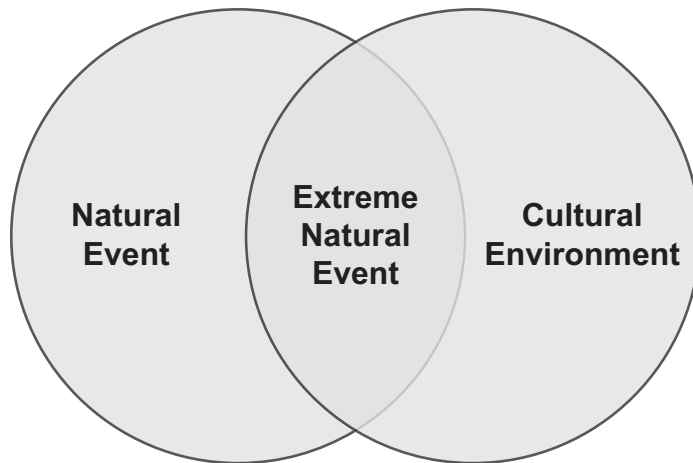 Natural
Event
Extreme
Natural
Event
Cultural
Environment